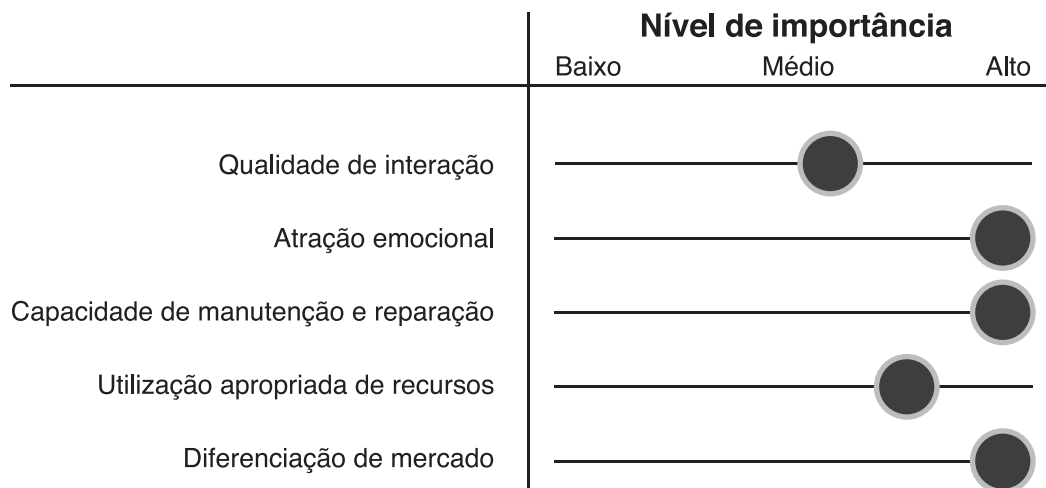 Nível de importância
Baixo Médio Alto
Qualidade de interação
Atração emocional
Capacidade de manutenção e reparação
Utilização apropriada de recursos
Diferenciação de mercado